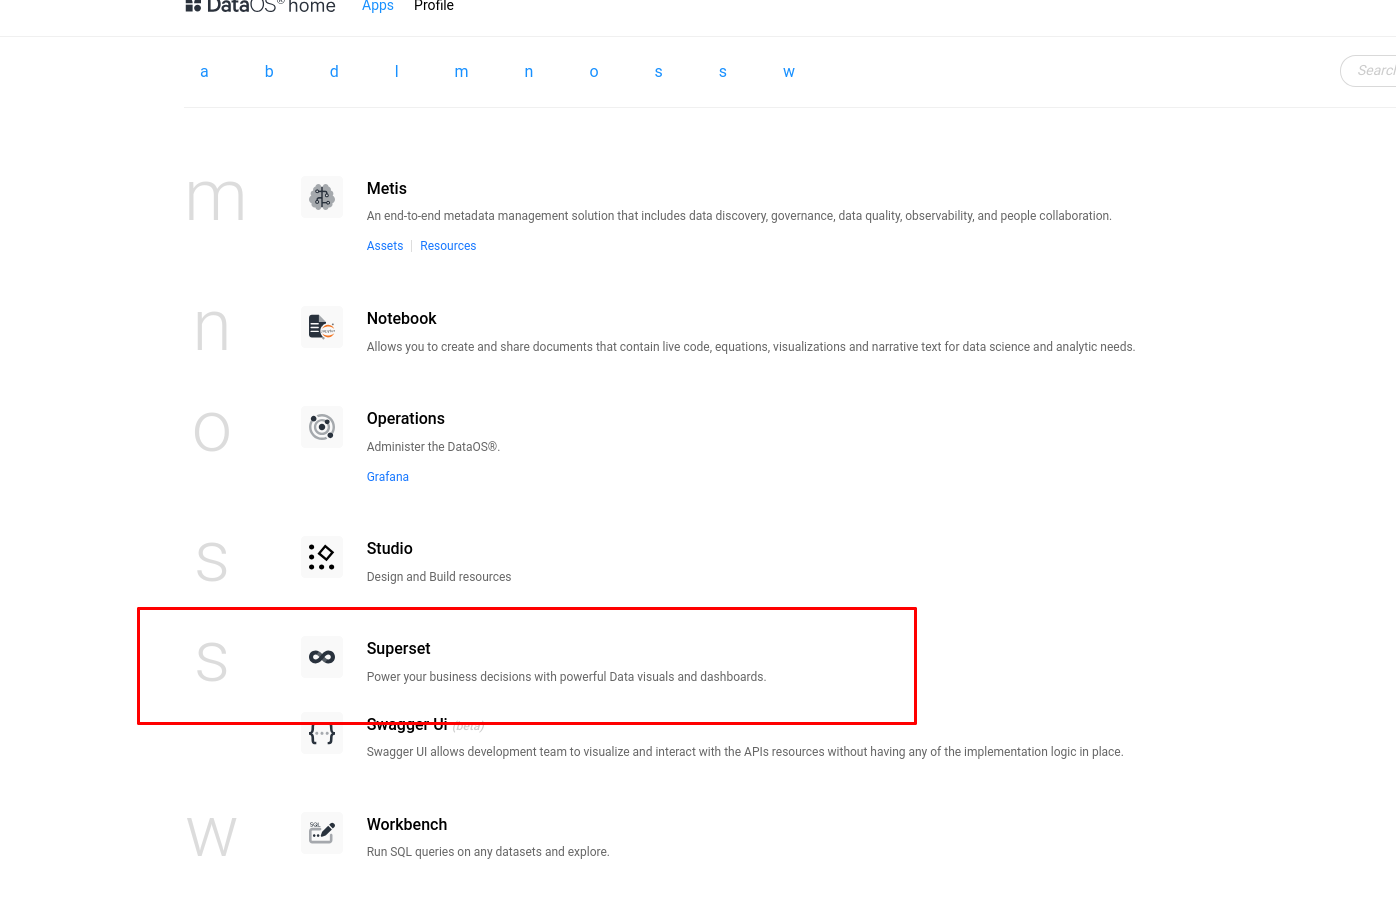 DataOS® home Apps Profile
a b d l m n o s s w
Search
m
Metis
An end-to-end metadata management solution that includes data discovery, governance, data quality, observability, and people collaboration.
Assets | Resources
n
Notebook
Allows you to create and share documents that contain live code, equations, visualizations and narrative text for data science and analytic needs.
o
Operations
Administer the DataOS®.
Grafana
s
Studio
Design and Build resources
s
Superset
Power your business decisions with powerful Data visuals and dashboards.
Swagger UI (beta)
Swagger UI allows development team to visualize and interact with the APIs resources without having any of the implementation logic in place.
w
SQL
Workbench
Run SQL queries on any datasets and explore.